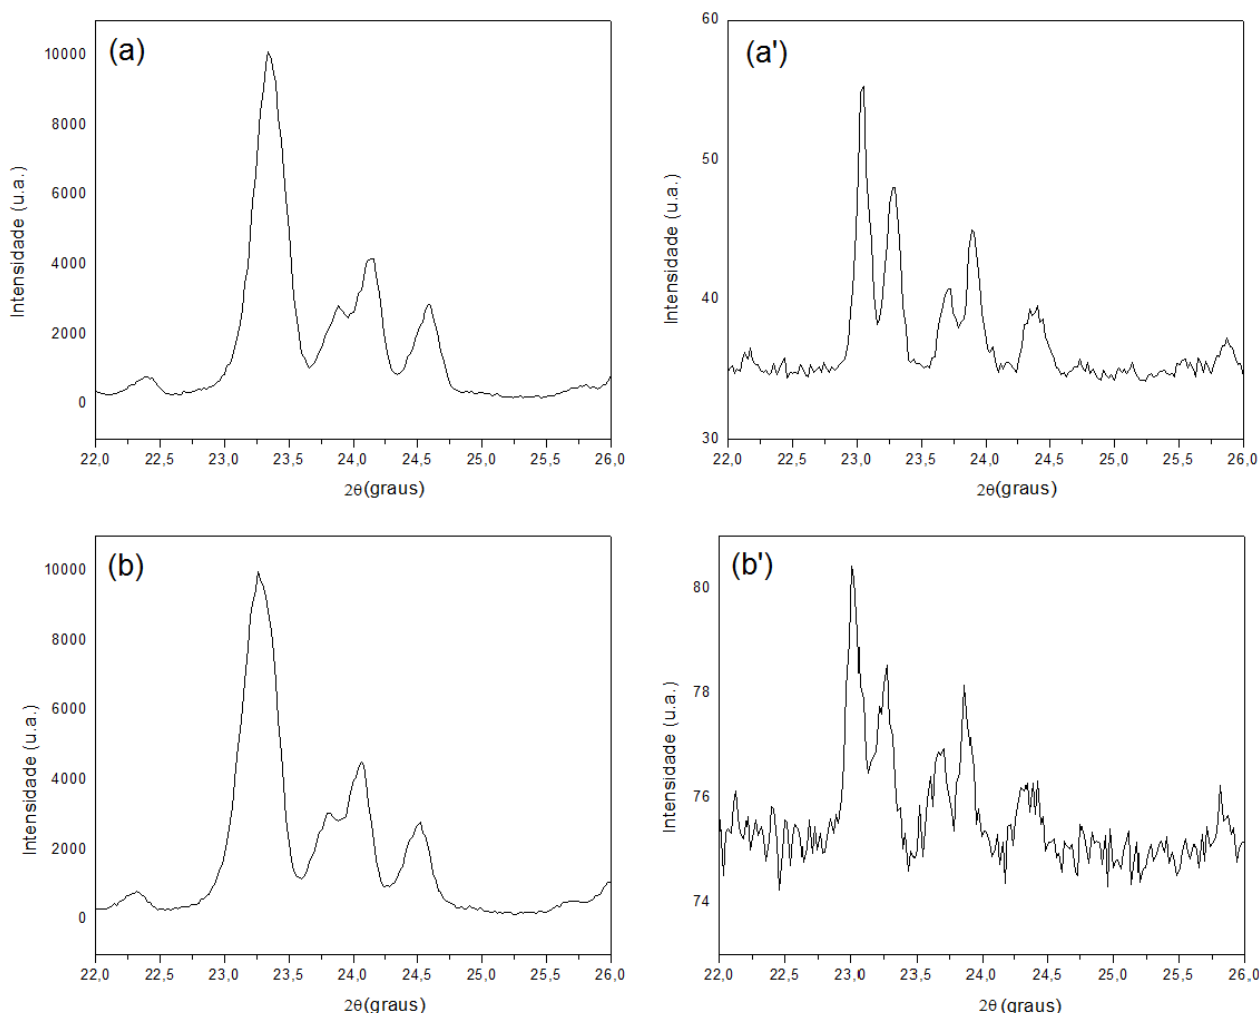 (a)
10000
8000
6000
4000
2000
0
Intensidade (u.a.)
22,0 22,5 23,0 23,5 24,0 24,5 25,0 25,5 26,0
2θ(graus)
(a')
60
50
40
30
Intensidade (u.a.)
22,0 22,5 23,0 23,5 24,0 24,5 25,0 25,5 26,0
2θ(graus)
(b)
10000
8000
6000
4000
2000
0
Intensidade (u.a.)
22,0 22,5 23,0 23,5 24,0 24,5 25,0 25,5 26,0
2θ(graus)
(b')
80
78
76
74
Intensidade (u.a.)
22,0 22,5 23,0 23,5 24,0 24,5 25,0 25,5 26,0
2θ (graus)